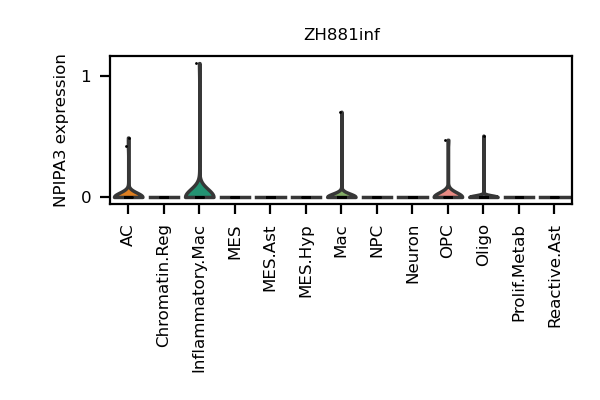 ZH881inf
NPIPA3 expression
1
0
AC
Chromatin.Reg
Inflammatory.Mac
MES
MES.Ast
MES.Hyp
Mac
NPC
Neuron
OPC
Oligo
Prolif.Metab
Reactive.Ast